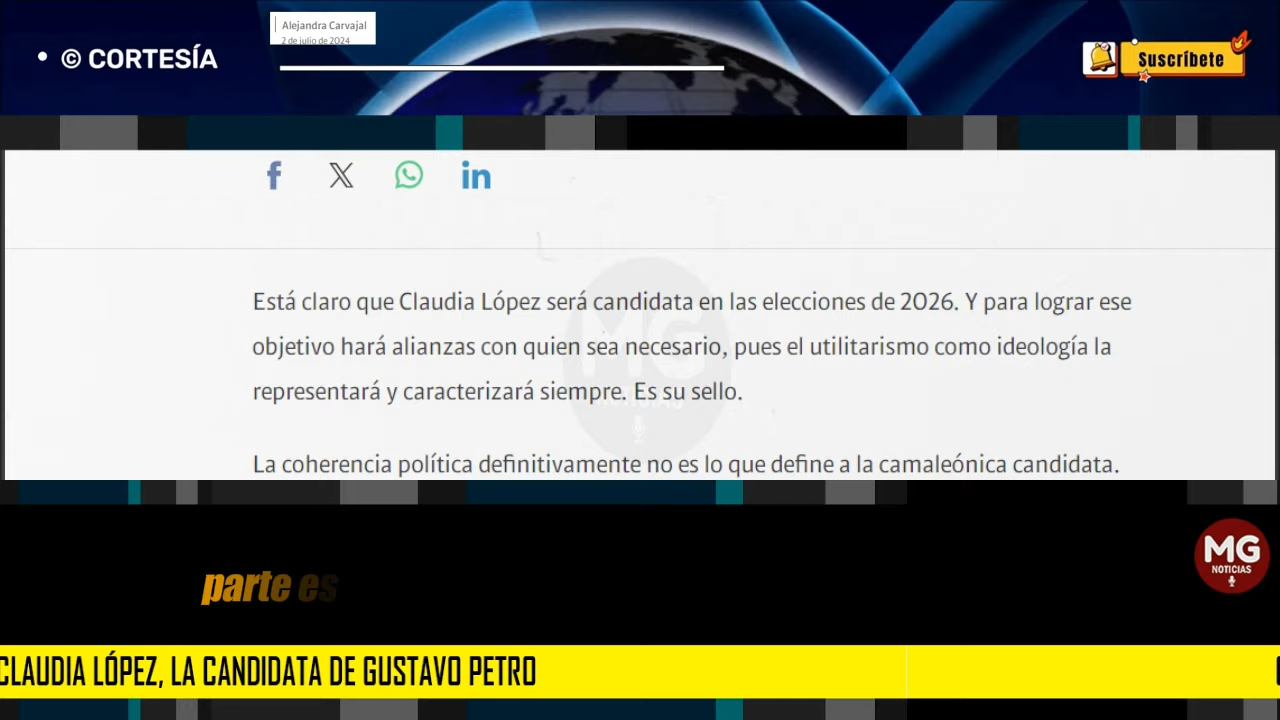 Alejandra Carvajal
2 de julio de 2024
• © CORTESÍA
Suscríbete
Está claro que Claudia López será candidata en las elecciones de 2026. Y para lograr ese
objetivo hará alianzas con quien sea necesario, pues el utilitarismo como ideología la
representará y caracterizará siempre. Es su sello.
La coherencia política definitivamente no es lo que define a la camaleónica candidata.
MG
NOTICIAS
parte es
CLAUDIA LÓPEZ, LA CANDIDATA DE GUSTAVO PETRO